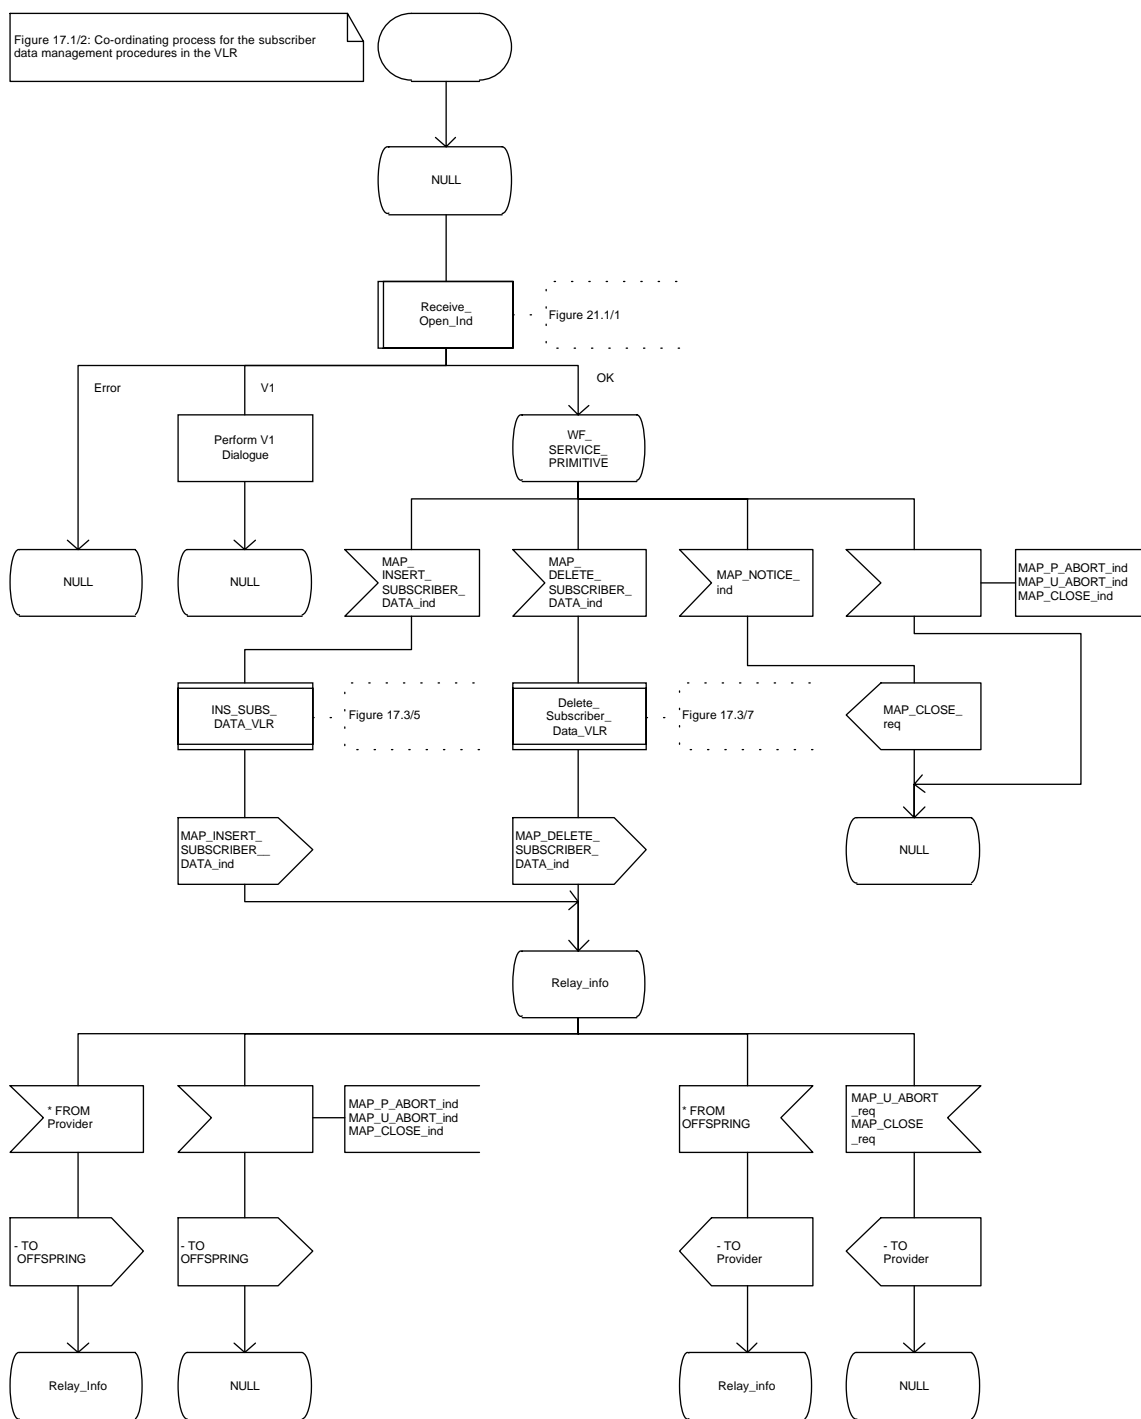 Figure 17.1/2: Co-ordinating process for the subscriber
data management procedures in the VLR
NULL
Receive_
Open_Ind
Figure 21.1/1
Error
V1
OK
Perform V1
Dialogue
WF_
SERVICE_
PRIMITIVE
NULL
NULL
MAP_
INSERT_
SUBSCRIBER_
DATA_ind
MAP_
DELETE_
SUBSCRIBER_
DATA_ind
MAP_NOTICE_
ind
MAP_P_ABORT_ind
MAP_U_ABORT_ind
MAP_CLOSE_ind
INS_SUBS_
DATA_VLR
Figure 17.3/5
Delete_
Subscriber_
Data_VLR
Figure 17.3/7
MAP_CLOSE_
req
MAP_INSERT_
SUBSCRIBER__
DATA_ind
MAP_DELETE_
SUBSCRIBER_
DATA_ind
NULL
Relay_info
* FROM
Provider
MAP_P_ABORT_ind
MAP_U_ABORT_ind
MAP_CLOSE_ind
* FROM
OFFSPRING
MAP_U_ABORT
_req
MAP_CLOSE
_req
- TO
OFFSPRING
- TO
OFFSPRING
- TO
Provider
- TO
Provider
Relay_Info
NULL
Relay_info
NULL